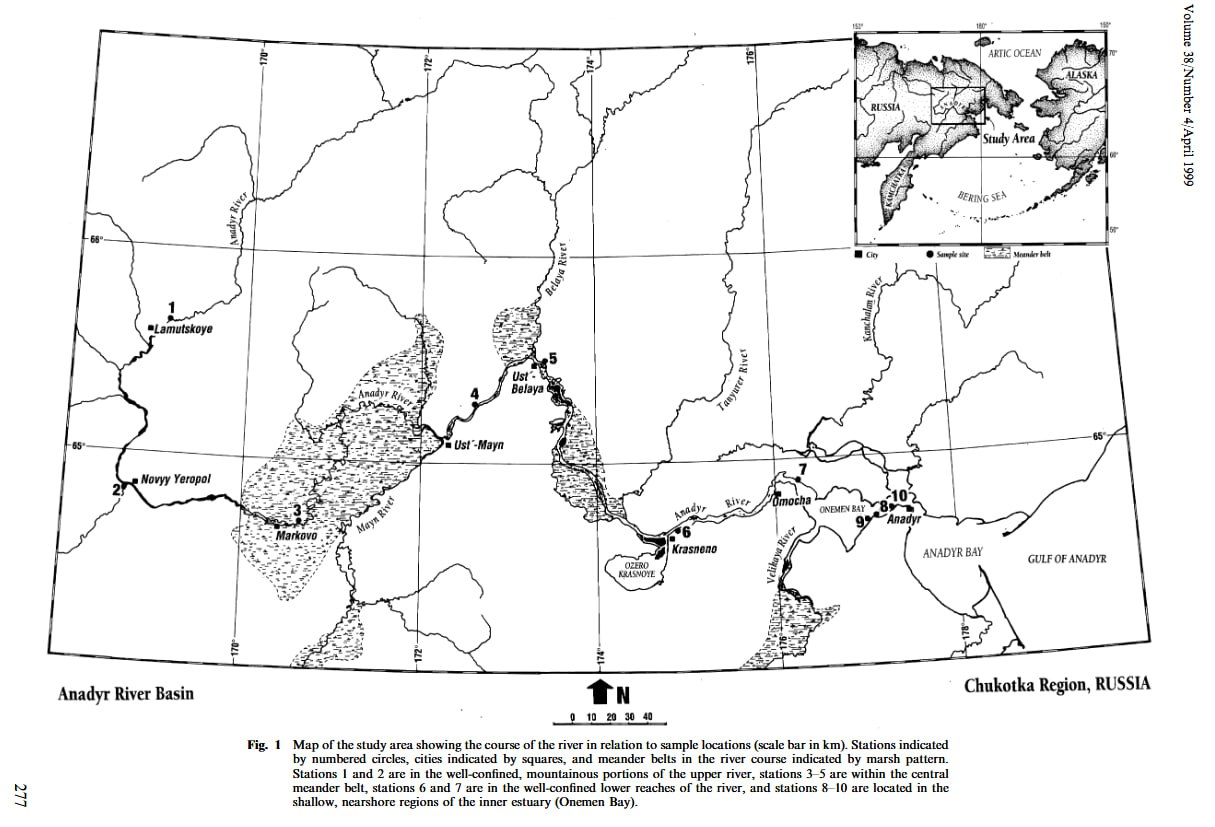 Volume 38/Number 4/April 1999
170°
172°
174°
176°
153°
180°
ARTIC OCEAN
ALASKA
70°
RUSSIA
Study Area
60°
KAMCHATKA
BERING SEA
City
Sample site
Meander belt
Anadyr River
66°
Belaya River
Kanchalan River
1
Lamutskoye
5
Ust'-
Belaya
Tanyurer River
Anadyr River
4
65°
Ust'-Mayn
65°
2
Novyy Yeropol
7
Omocha
3
Markovo
Mayn River
Anadyr River
ONEMEN BAY
8
10
9
Anadyr
6
Krasneno
OZERO
KRASNOYE
Velikaya River
ANADYR BAY
GULF OF ANADYR
170°
172°
174°
176°
178°
Anadyr River Basin
N
Chukotka Region, RUSSIA
0 10 20 30 40
Fig. 1 Map of the study area showing the course of the river in relation to sample locations (scale bar in km). Stations indicated
by numbered circles, cities indicated by squares, and meander belts in the river course indicated by marsh pattern.
Stations 1 and 2 are in the well-confined, mountainous portions of the upper river, stations 3–5 are within the central
meander belt, stations 6 and 7 are in the well-confined lower reaches of the river, and stations 8–10 are located in the
shallow, nearshore regions of the inner estuary (Onemen Bay).
277